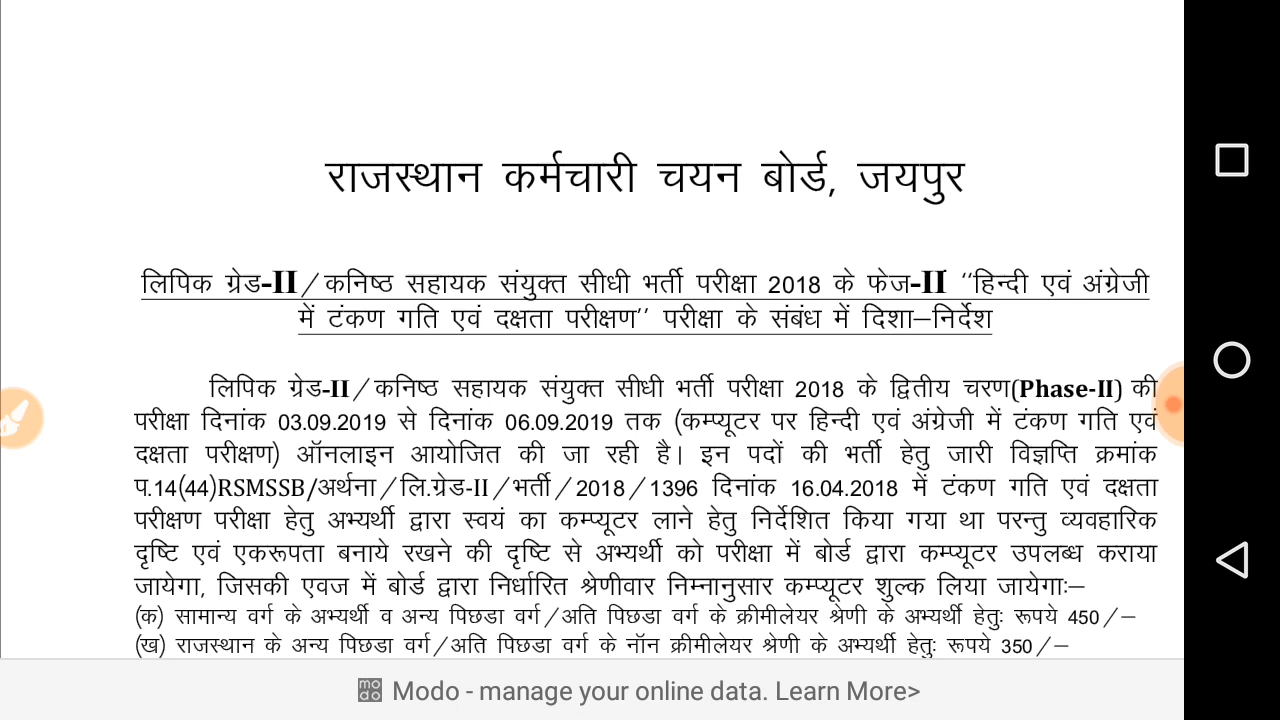 राजस्थान कर्मचारी चयन बोर्ड, जयपुर
लिपिक ग्रेड-II/कनिष्ठ सहायक संयुक्त सीधी भर्ती परीक्षा 2018 के फेज-II ‘‘हिन्दी एवं अंग्रेजी
में टंकण गति एवं दक्षता परीक्षण’’ परीक्षा के संबंध में दिशा–निर्देश
लिपिक ग्रेड-II/कनिष्ठ सहायक संयुक्त सीधी भर्ती परीक्षा 2018 के द्वितीय चरण(Phase-II) की
परीक्षा दिनांक 03.09.2019 से दिनांक 06.09.2019 तक (कम्प्यूटर पर हिन्दी एवं अंग्रेजी में टंकण गति एवं
दक्षता परीक्षण) ऑनलाइन आयोजित की जा रही है। इन पदों की भर्ती हेतु जारी विज्ञप्ति क्रमांक
प.14(44)RSMSSB/अर्थना/लि.ग्रेड-II/भर्ती/2018/1396 दिनांक 16.04.2018 में टंकण गति एवं दक्षता
परीक्षण परीक्षा हेतु अभ्यर्थी द्वारा स्वयं का कम्प्यूटर लाने हेतु निर्देशित किया गया था परन्तु व्यवहारिक
दृष्टि एवं एकरूपता बनाये रखने की दृष्टि से अभ्यर्थी को परीक्षा में बोर्ड द्वारा कम्प्यूटर उपलब्ध कराया
जायेगा, जिसकी एवज में बोर्ड द्वारा निर्धारित श्रेणीवार निम्नानुसार कम्प्यूटर शुल्क लिया जायेगाः–
(क) सामान्य वर्ग के अभ्यर्थी व अन्य पिछडा वर्ग/अति पिछडा वर्ग के क्रीमीलेयर श्रेणी के अभ्यर्थी हेतुः रूपये 450/–
(ख) राजस्थान के अन्य पिछडा वर्ग/अति पिछडा वर्ग के नॉन क्रीमीलेयर श्रेणी के अभ्यर्थी हेतुः रूपये 350/–
modo Modo - manage your online data. Learn More>